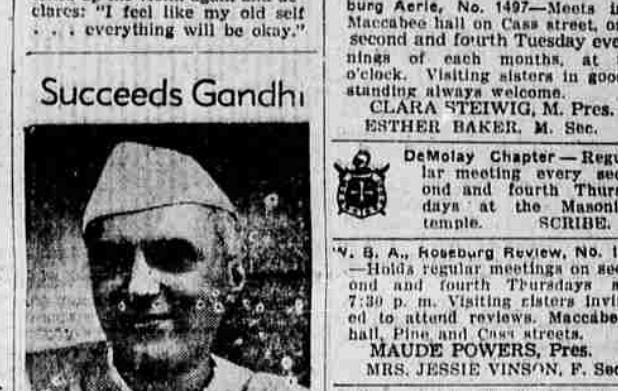 clares: "I feel like my old self
. . . everything will be okay."
Succeeds Gandhi
burg Aerie, No. 1497—Meets
Maccabee hall on Cass street,
second and fourth Tuesday eve
nings of each months, at
o'clock. Visiting sisters in good
standing always welcome.
CLARA STEIWIG, M. Pres.
ESTHER BAKER, M. Sec.
DeMolay Chapter — Regu
lar meeting every sec
ond and fourth Thurs
days at the Masoni
temple. SCRIBE.
W. B. A., Roseburg Review, No. 1
—Holds regular meetings on sec
ond and fourth Thursdays
7:30 p. m. Visiting sisters invit
ed to attend reviews. Maccabe
hall, Pine and Cass streets.
MAUDE POWERS, Pres.
MRS. JESSIE VINSON, F. Sec